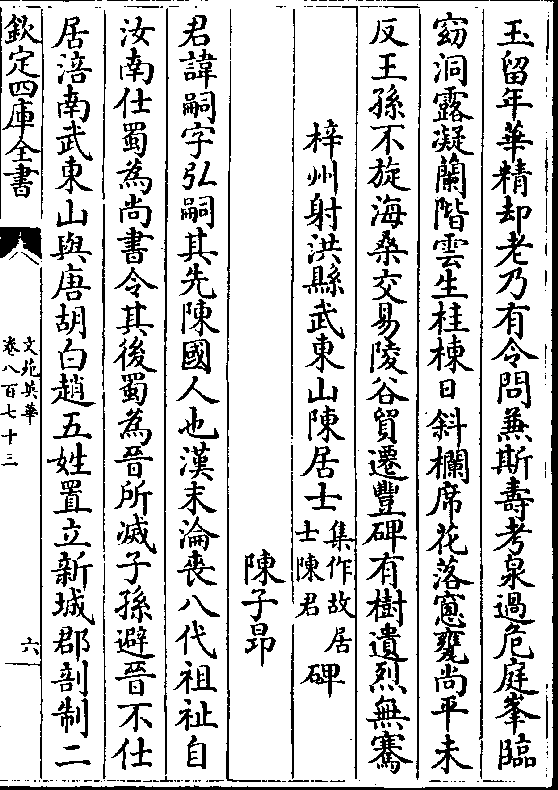 玉留年華精却老乃有令問蒹斯壽考泉過危庭峯臨
窈洞露凝蘭階雲生桂棟日斜欄席花落窻甕尚平未
反王孫不旋海桑交易陵谷貿遷豐碑有樹遺烈無騫
梓州射洪縣武東山陳居士集作故居士陳君碑
陳子昻
君諱嗣字弘嗣其先陳國人也漢末淪喪八代祖祉自
汝南仕蜀為尚書令其後蜀為晉所滅子孫避晉不仕
居涪南武東山與唐胡白趙五姓置立新城郡剖制二
欽定四庫全書
文苑英華
卷八百七十三
六